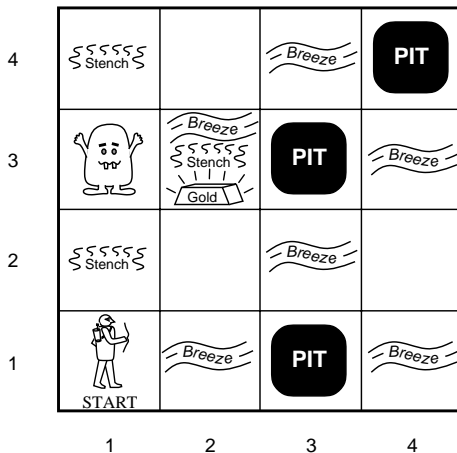 4
Stench
Breeze
PIT
3
Breeze
Stench
Gold
PIT
Breeze
2
Stench
Breeze
1
START
Breeze
PIT
Breeze
1 2 3 4